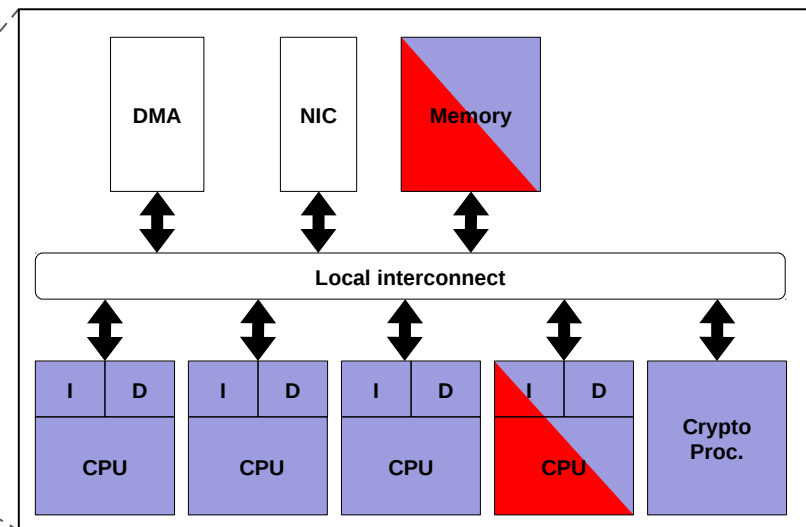 DMA
NIC
Memory
Local interconnect
I D
I D
I D
I D
CPU
CPU
CPU
CPU
Crypto
Proc.